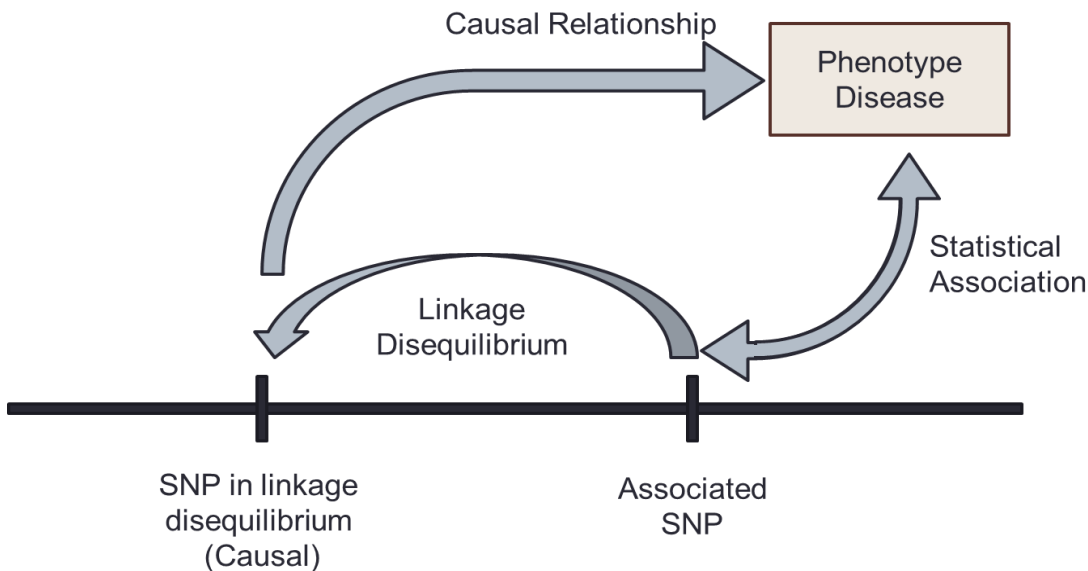 Causal Relationship
Phenotype
Disease
Statistical
Association
Linkage
Disequilibrium
SNP in linkage
disequilibrium
(Causal)
Associated
SNP